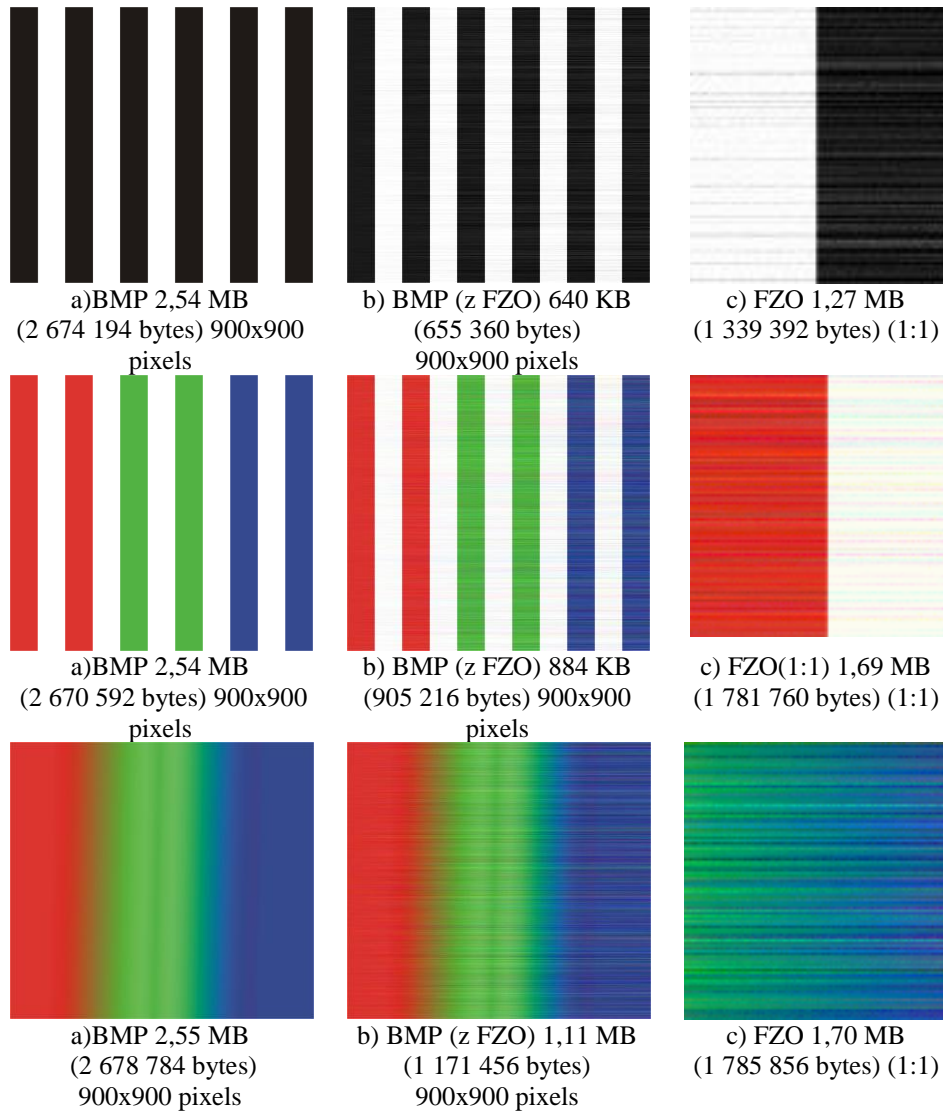 a)BMP 2,54 MB
(2 674 194 bytes) 900x900
pixels
b) BMP (z FZO) 640 KB
(655 360 bytes)
900x900 pixels
c) FZO 1,27 MB
(1 339 392 bytes) (1:1)
a)BMP 2,54 MB
(2 670 592 bytes) 900x900
pixels
b) BMP (z FZO) 884 KB
(905 216 bytes) 900x900
pixels
c) FZO(1:1) 1,69 MB
(1 781 760 bytes) (1:1)
a)BMP 2,55 MB
(2 678 784 bytes)
900x900 pixels
b) BMP (z FZO) 1,11 MB
(1 171 456 bytes)
900x900 pixels
c) FZO 1,70 MB
(1 785 856 bytes) (1:1)